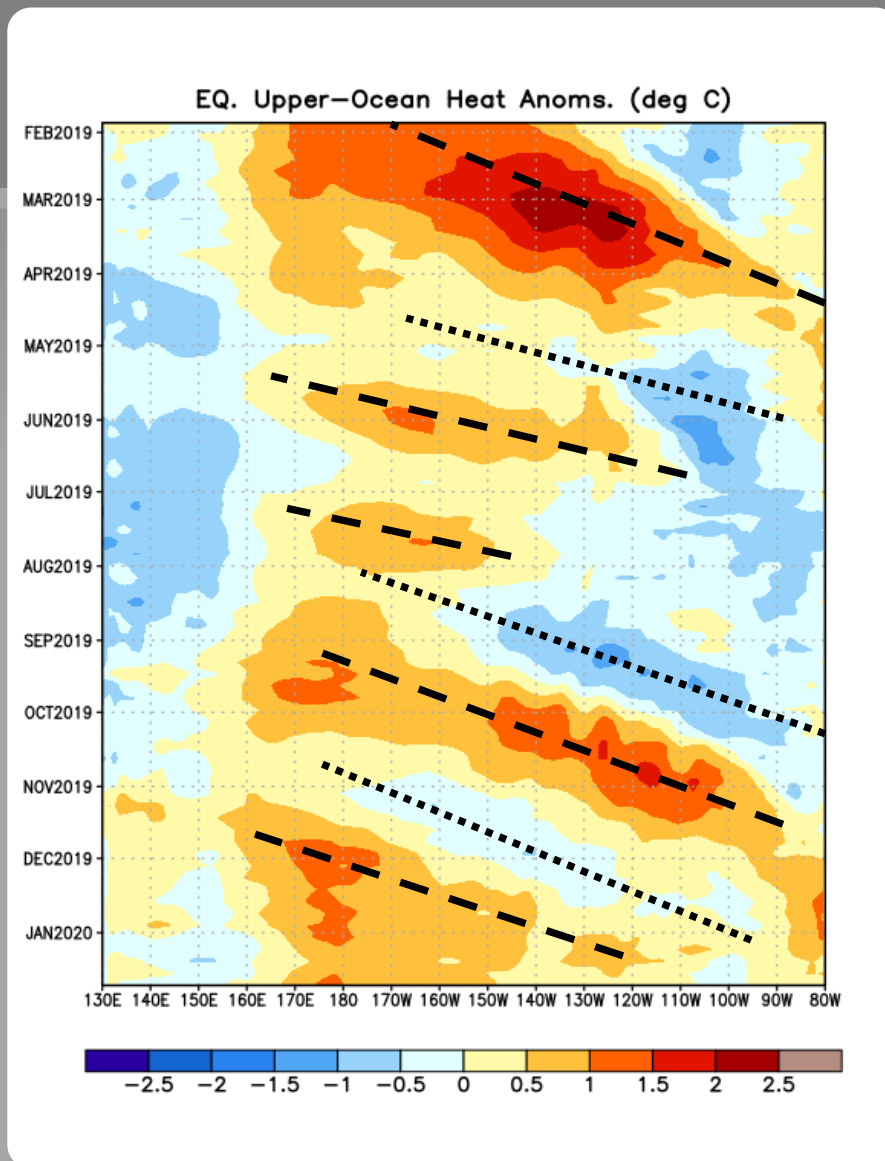 EQ. Upper-Ocean Heat Anoms. (deg C)
FEB2019
MAR2019
APR2019
MAY2019
JUN2019
JUL2019
AUG2019
SEP2019
OCT2019
NOV2019
DEC2019
JAN2020
130E 140E 150E 160E 170E 180 170W 160W 150W 140W 130W 120W 110W 100W 90W 80W
-2.5 -2 -1.5 -1 -0.5 0 0.5 1 1.5 2 2.5